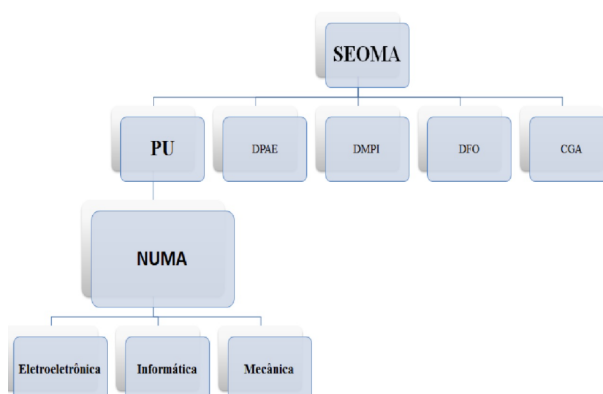 SEOMA
PU
DPAE
DMPI
DFO
CGA
NUMA
Eletroeletrônica
Informática
Mecânica